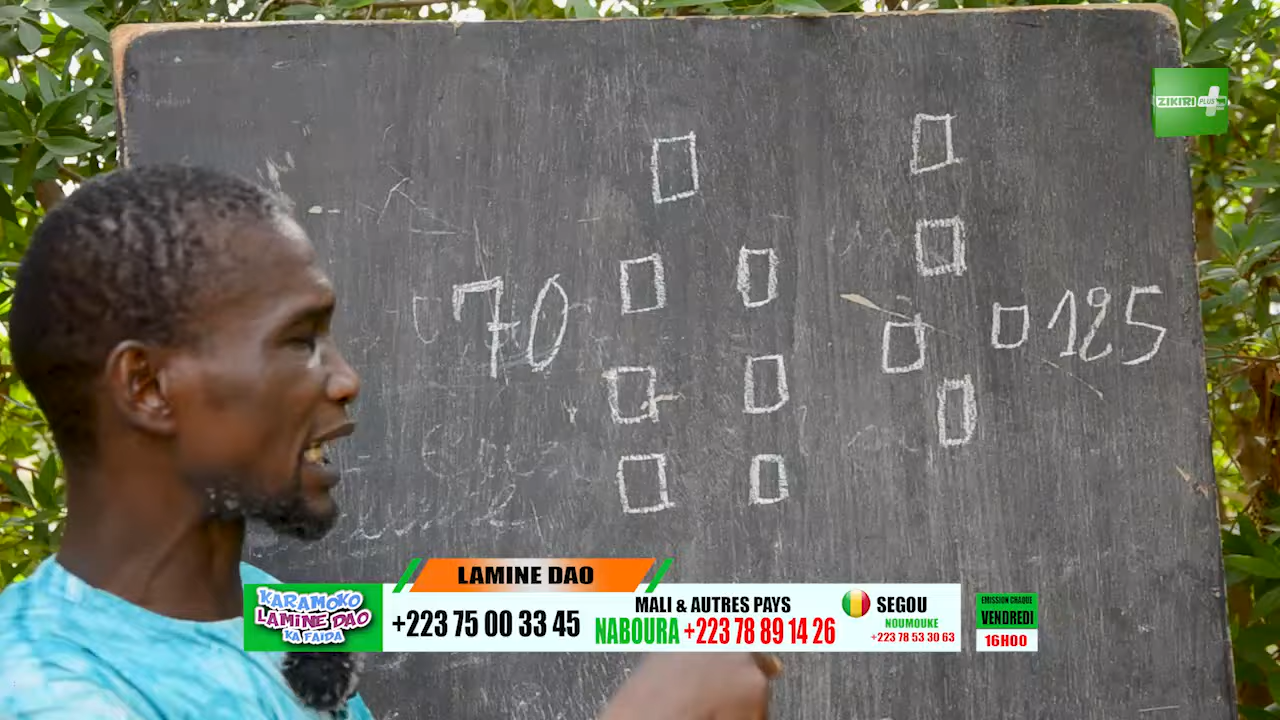 ZIKIRI PLUS
70
125
LAMINE DAO
KARAMOKO
LAMINE DAO
KA FAIDA
+223 75 00 33 45
MALI & AUTRES PAYS
NABOURA +223 78 89 14 26
SEGOU
NOUMOUKE
+223 78 53 30 63
EMISSION CHAQUE
VENDREDI
16H00